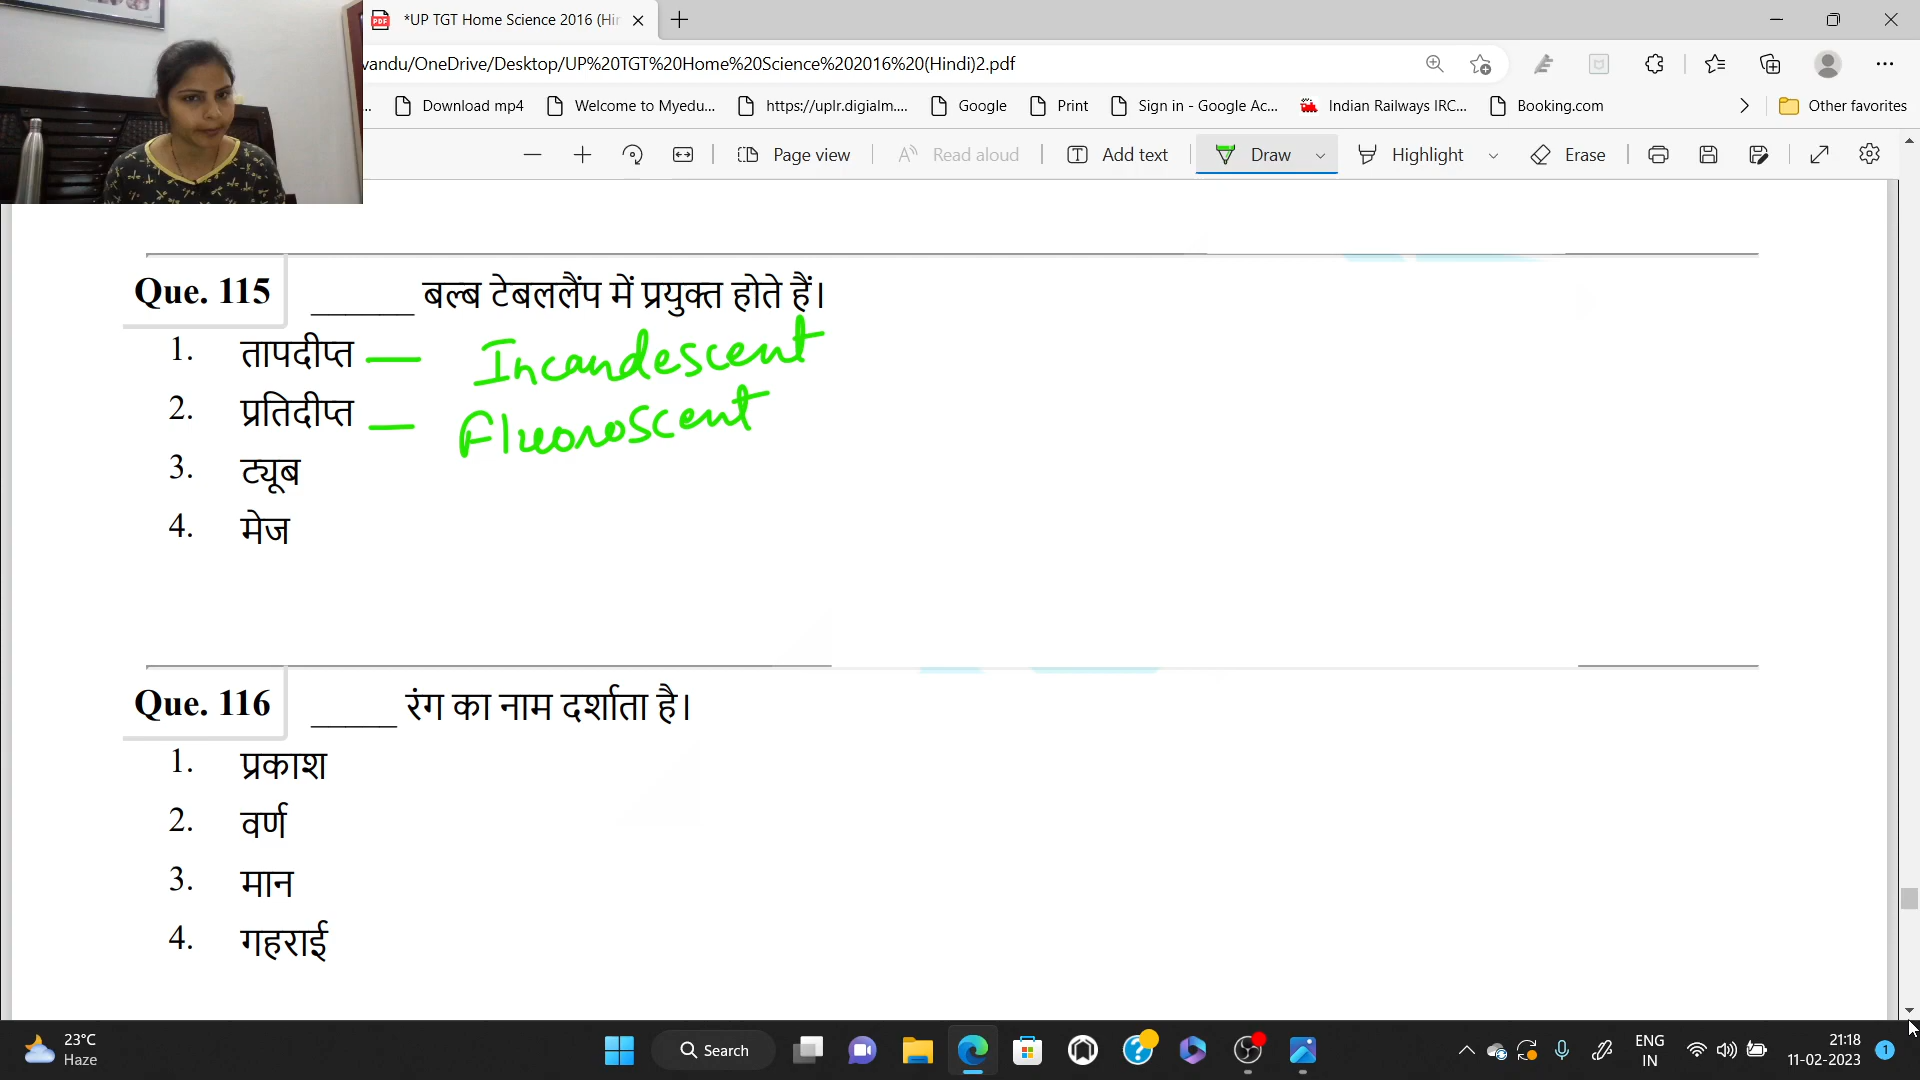 *UP TGT Home Science 2016 (Hi
vandu/OneDrive/Desktop/UP%20TGT%20Home%20Science%202016%20(Hindi)2.pdf
... Download mp4 Welcome to Myedu... https://uplr.digialm.... Google Print Sign in - Google Ac... Indian Railways IRC... Booking.com Other favorites
Page view Read aloud Add text Draw Highlight Erase
Que. 115 ______ बल्ब टेबललैंप में प्रयुक्त होते हैं।
1. तापदीप्त — Incandescent
2. प्रतिदीप्त — Fluoroscent
3. ट्यूब
4. मेज
Que. 116 _____ रंग का नाम दर्शाता है।
1. प्रकाश
2. वर्ण
3. मान
4. गहराई
23°C
Haze
Search
ENG
IN
21:18
11-02-2023
1